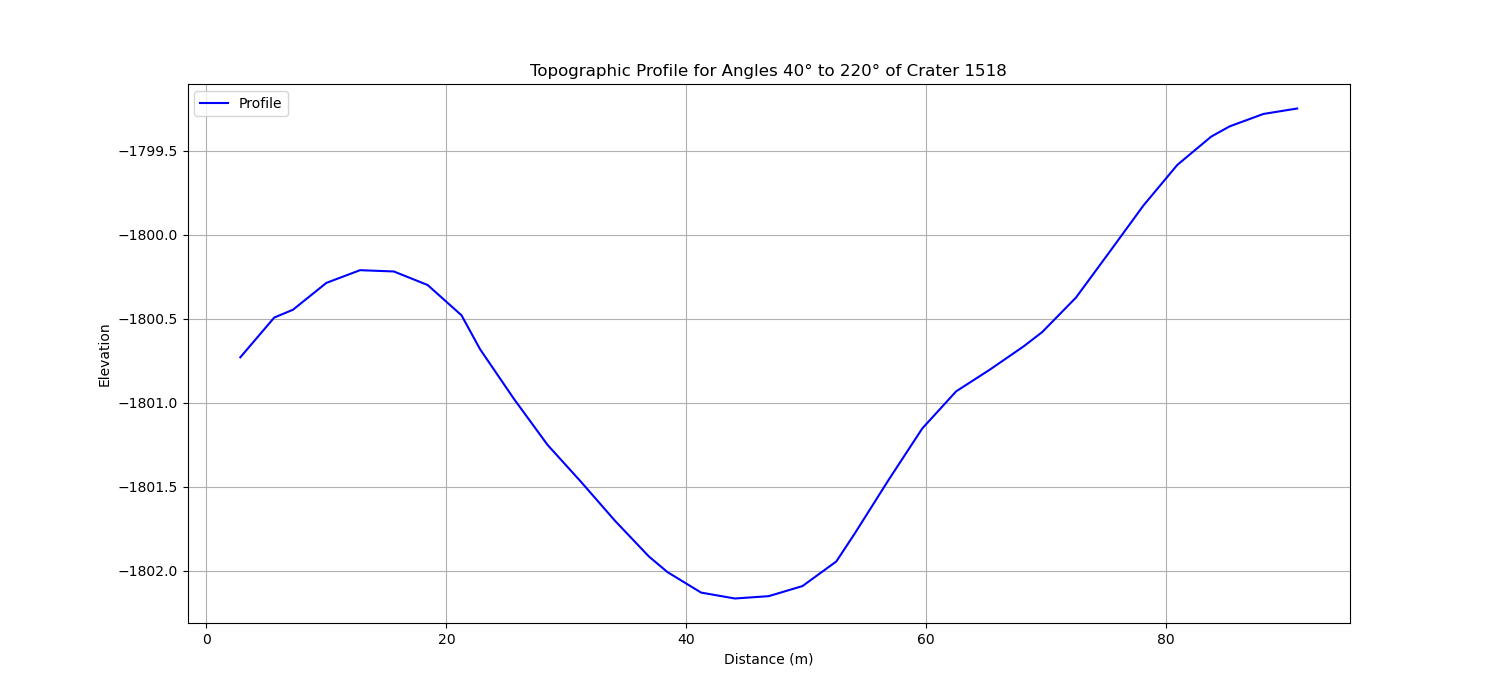 Topographic Profile for Angles 40° to 220° of Crater 1518
Profile
−1799.5
−1800.0
−1800.5
−1801.0
−1801.5
−1802.0
Elevation
0 20 40 60 80
Distance (m)